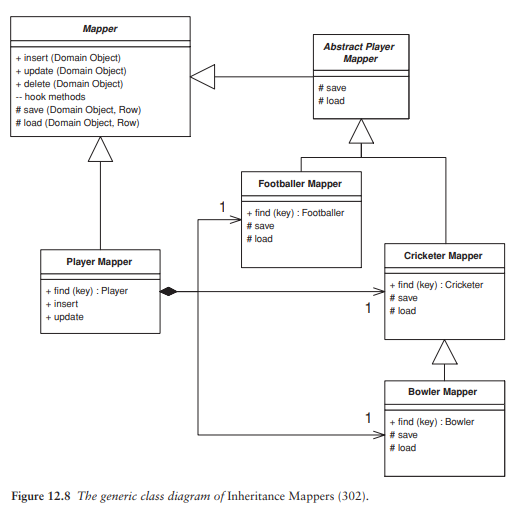 Mapper
+ insert (Domain Object)
+ update (Domain Object)
+ delete (Domain Object)
-- hook methods
# save (Domain Object, Row)
# load (Domain Object, Row)
Abstract Player
Mapper
# save
# load
Footballer Mapper
+ find (key) : Footballer
# save
# load
1
Player Mapper
+ find (key) : Player
+ insert
+ update
Cricketer Mapper
+ find (key) : Cricketer
# save
# load
1
Bowler Mapper
+ find (key) : Bowler
# save
# load
1
Figure 12.8 The generic class diagram of Inheritance Mappers (302).